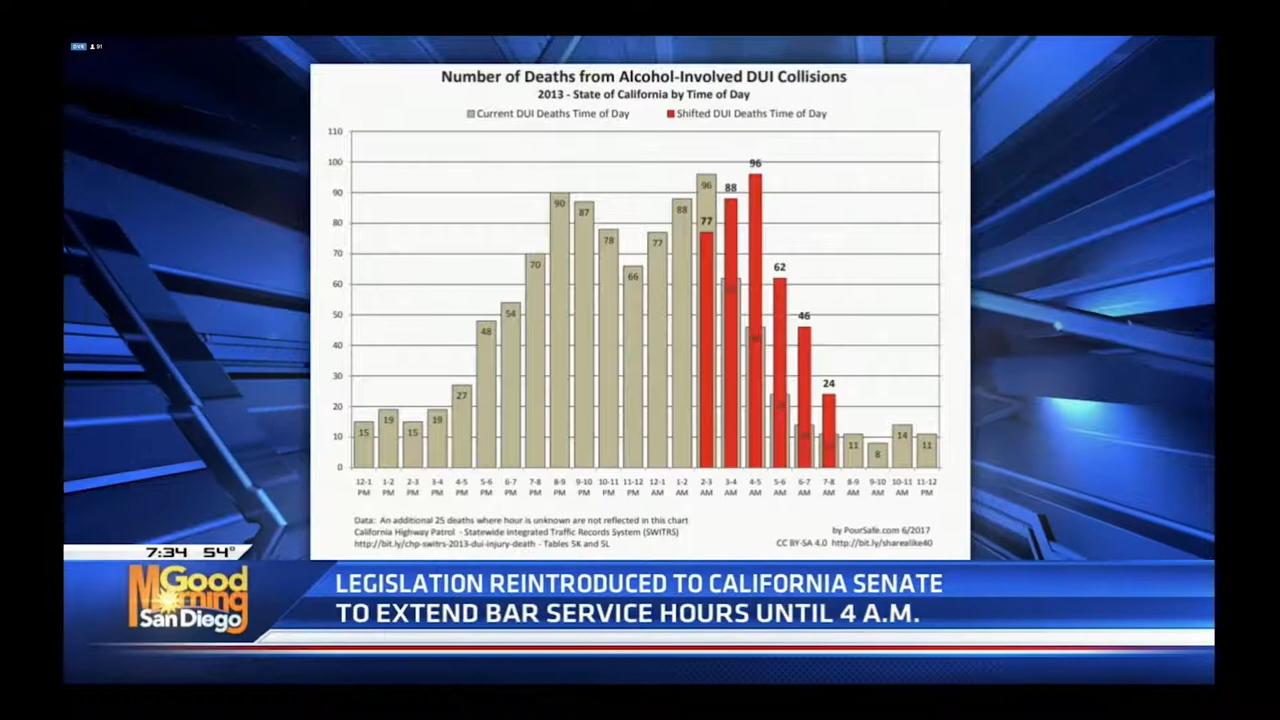 DVR 91
Number of Deaths from Alcohol-Involved DUI Collisions
2013 - State of California by Time of Day
Current DUI Deaths Time of Day Shifted DUI Deaths Time of Day
110
100
90
80
70
60
50
40
30
20
10
0
15 19 15 19 27 48 54 70 90 87 78 66 77 88 96 11 8 14 11
77 88 96 62 46 24
12-1 1-2 2-3 3-4 4-5 5-6 6-7 7-8 8-9 9-10 10-11 11-12 12-1 1-2 2-3 3-4 4-5 5-6 6-7 7-8 8-9 9-10 10-11 11-12
PM PM PM PM PM PM PM PM PM PM PM PM AM AM AM AM AM AM AM AM AM AM AM PM
Data: An additional 25 deaths where hour is unknown are not reflected in this chart
California Highway Patrol - Statewide Integrated Traffic Records System (SWITRS) by PourSafe.com 6/2017
http://bit.ly/chp-switrs-2013-dui-injury-death - Tables 5K and 5L CC BY-SA 4.0 http://bit.ly/sharealike40
7:34 54°
Good
Morning
San Diego
LEGISLATION REINTRODUCED TO CALIFORNIA SENATE
TO EXTEND BAR SERVICE HOURS UNTIL 4 A.M.